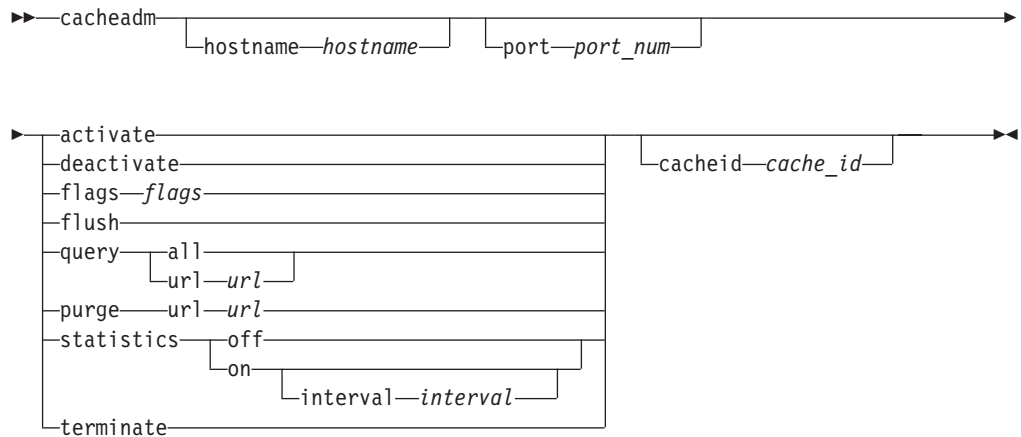 cacheadm
hostname hostname port port_num
activate
deactivate cacheid cache_id
flags flags
flush
query all
url url
purge url url
statistics off
on
interval interval
terminate